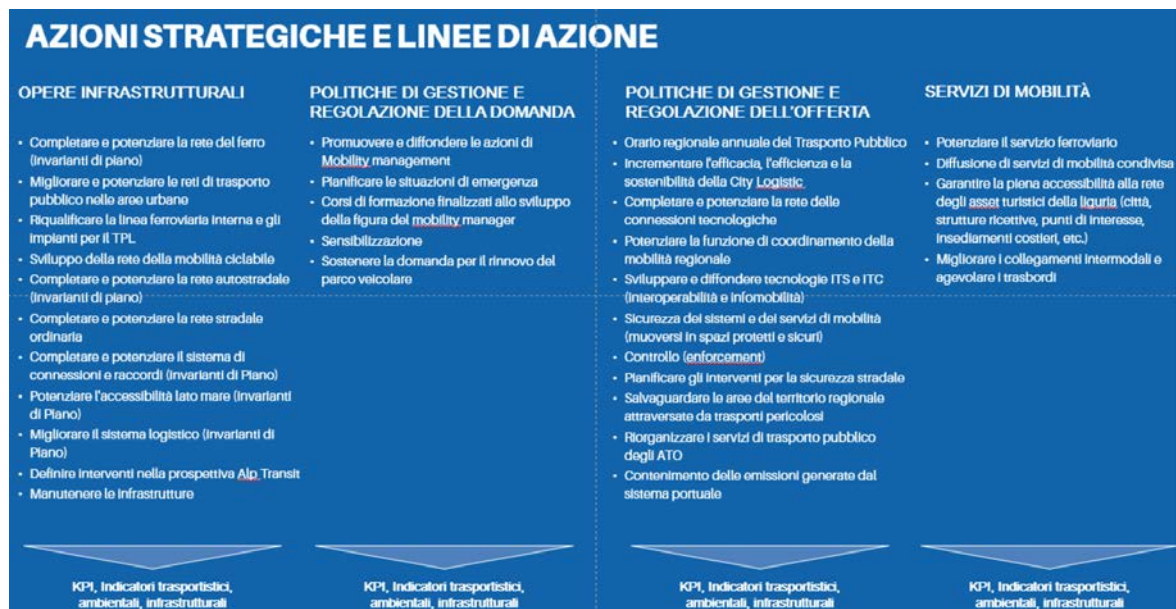 AZIONI STRATEGICHE E LINEE DI AZIONE
OPERE INFRASTRUTTURALI
• Completare e potenziare la rete del ferro
(invarianti di piano)
• Migliorare e potenziare le reti di trasporto
pubblico nelle aree urbane
• Riqualificare la linea ferroviaria interna e gli
impianti per il TPL
• Sviluppo della rete della mobilità ciclabile
• Completare e potenziare la rete autostradale
(invarianti di piano)
• Completare e potenziare la rete stradale
ordinaria
• Completare e potenziare il sistema di
connessioni e raccordi (invarianti di Piano)
• Potenziare l'accessibilità lato mare (invarianti
di Piano)
• Migliorare il sistema logistico (invarianti di
Piano)
• Definire interventi nella prospettiva Alp Transit
• Manutenere le infrastrutture
KPI, Indicatori trasportistici,
ambientali, infrastrutturali
POLITICHE DI GESTIONE E
REGOLAZIONE DELLA DOMANDA
• Promuovere e diffondere le azioni di
Mobility management
• Planificare le situazioni di emergenza
• Corsi di formazione finalizzati allo sviluppo
della figura del mobility manager
• Sensibilizzazione
• Sostenere la domanda per il rinnovo del
parco veicolare
KPI, Indicatori trasportistici,
ambientali, infrastrutturali
POLITICHE DI GESTIONE E
REGOLAZIONE DELL'OFFERTA
• Orario regionale annuale del Trasporto Pubblico
• Incrementare l'efficacia, l'efficienza e la
sostenibilità della City Logistic
• Completare e potenziare la rete delle
connessioni tecnologiche
• Potenziare la funzione di coordinamento della
mobilità regionale
• Sviluppare e diffondere tecnologie ITS e ITC
(interoperabilità e infomobilità)
• Sicurezza dei sistemi e dei servizi di mobilità
(muoversi in spazi protetti e sicuri)
• Controllo (enforcement)
• Planificare gli interventi per la sicurezza stradale
• Salvaguardare le aree del territorio regionale
attraversate da trasporti pericolosi
• Riorganizzare i servizi di trasporto pubblico
degli ATO
• Contenimento delle emissioni generate dal
sistema portuale
KPI, Indicatori trasportistici,
ambientali, infrastrutturali
SERVIZI DI MOBILITÀ
• Potenziare il servizio ferroviario
• Diffusione di servizi di mobilità condivisa
• Garantire la piena accessibilità alla rete
degli asset turistici della liguria (città,
strutture ricettive, punti di interesse,
insediamenti costieri, etc.)
• Migliorare i collegamenti intermodali e
agevolare i trasbordi
KPI, Indicatori trasportistici,
ambientali, infrastrutturali